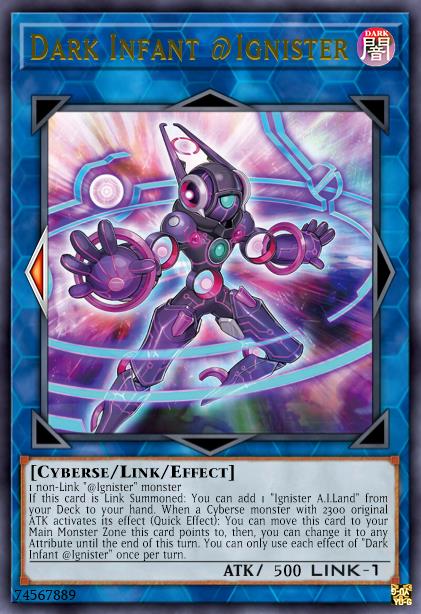 Dark Infant @Ignister
DARK
闇
[Cyberse/Link/Effect]
1 non-Link "@Ignister" monster
If this card is Link Summoned: You can add 1 "Ignister A.I.Land" from
your Deck to your hand. When a Cyberse monster with 2300 original
ATK activates its effect (Quick Effect): You can move this card to your
Main Monster Zone this card points to, then, you can change it to any
Attribute until the end of this turn. You can only use each effect of "Dark
Infant @Ignister" once per turn.
ATK/ 500 LINK-1
74567889